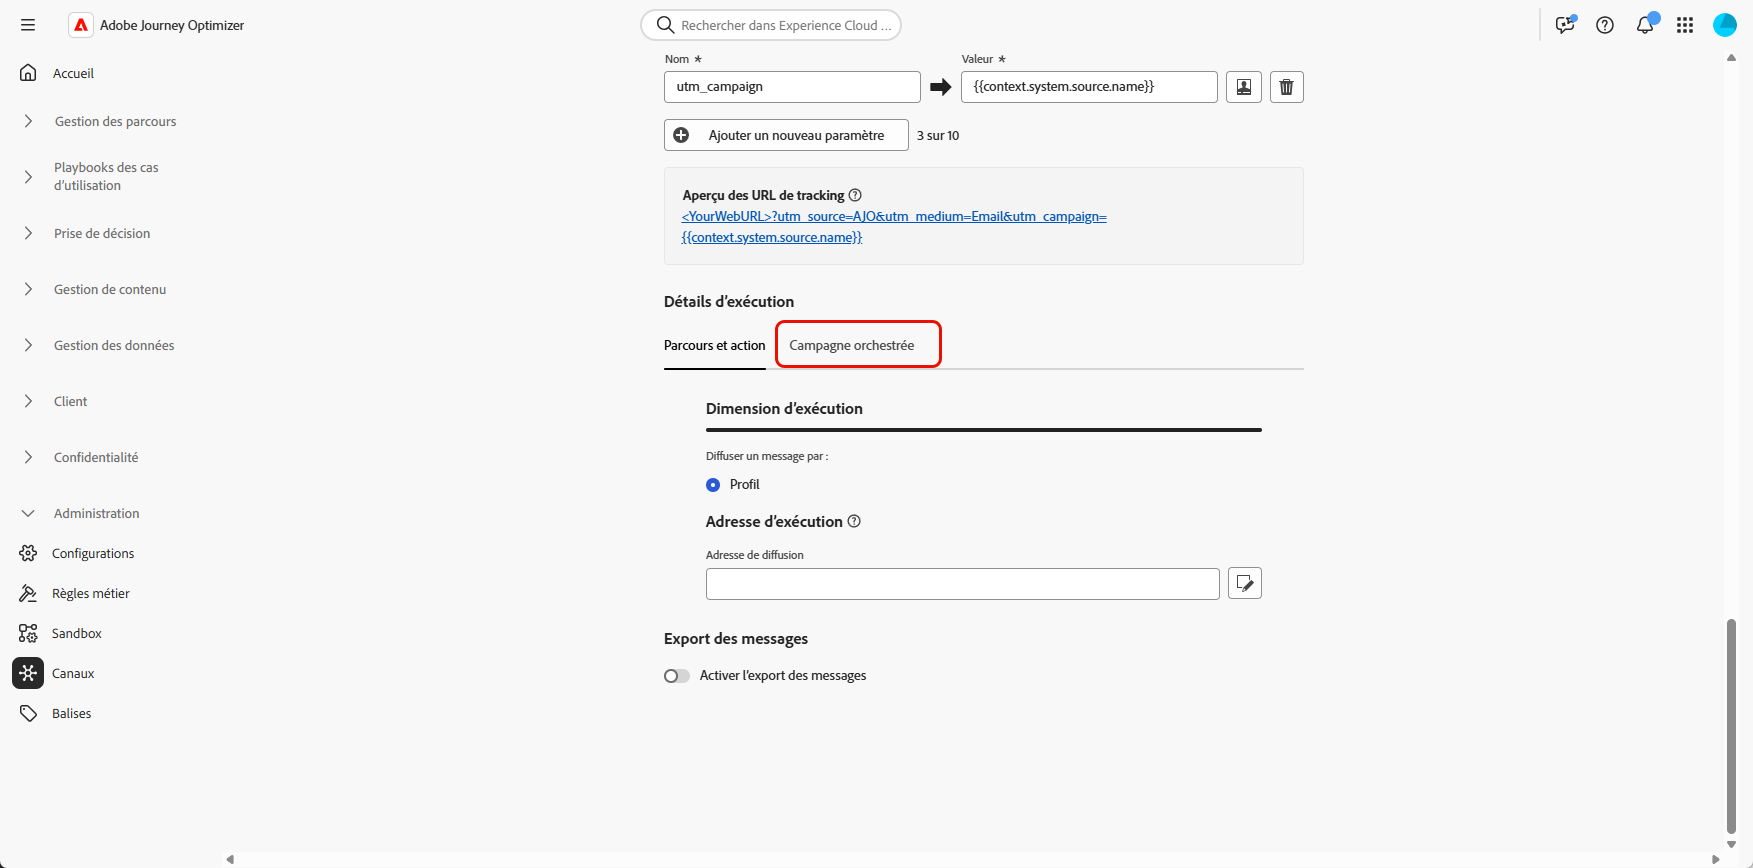 Adobe Journey Optimizer
Rechercher dans Experience Cloud ...
Accueil
Gestion des parcours
Playbooks des cas
d’utilisation
Prise de décision
Gestion de contenu
Gestion des données
Client
Confidentialité
Administration
Configurations
Règles métier
Sandbox
Canaux
Balises
Nom *
Valeur *
utm_campaign
{{context.system.source.name}}
Ajouter un nouveau paramètre
3 sur 10
Aperçu des URL de tracking
<YourWebURL>?utm_source=AJO&utm_medium=Email&utm_campaign=
{{context.system.source.name}}
Détails d’exécution
Parcours et action
Campagne orchestrée
Dimension d’exécution
Diffuser un message par :
Profil
Adresse d’exécution
Adresse de diffusion
Export des messages
Activer l’export des messages